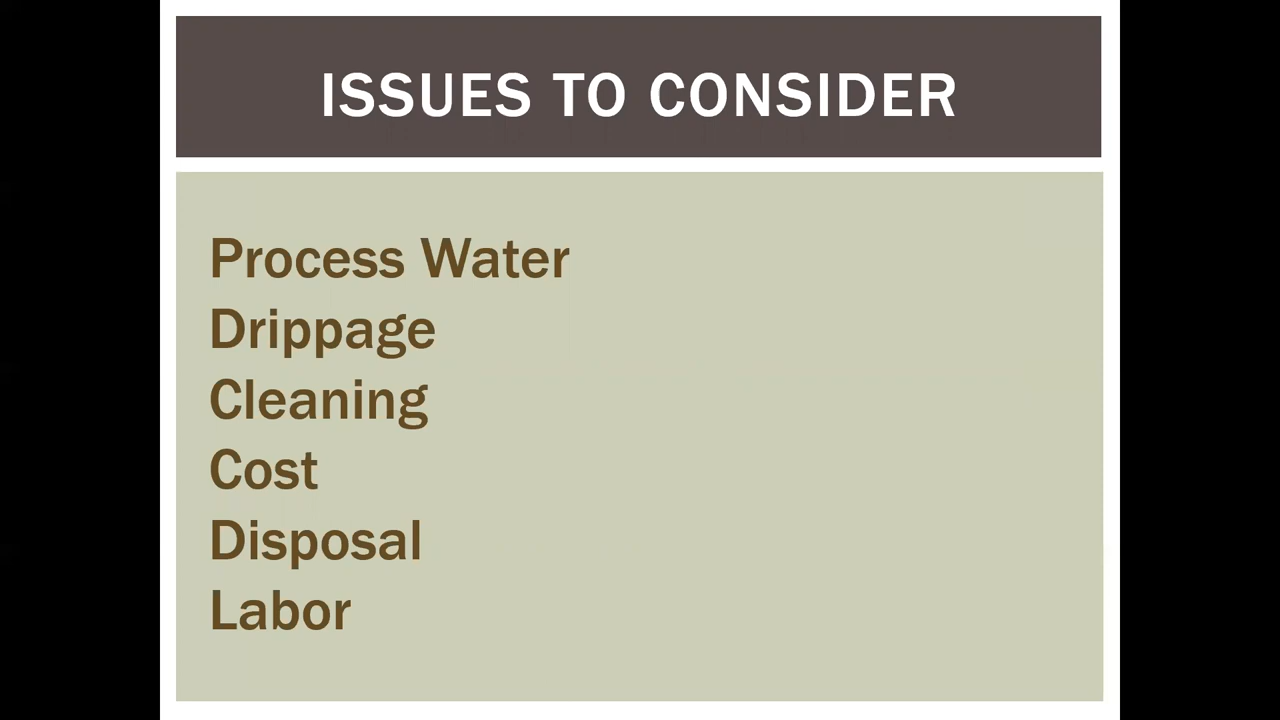 ISSUES TO CONSIDER
Process Water
Drippage
Cleaning
Cost
Disposal
Labor